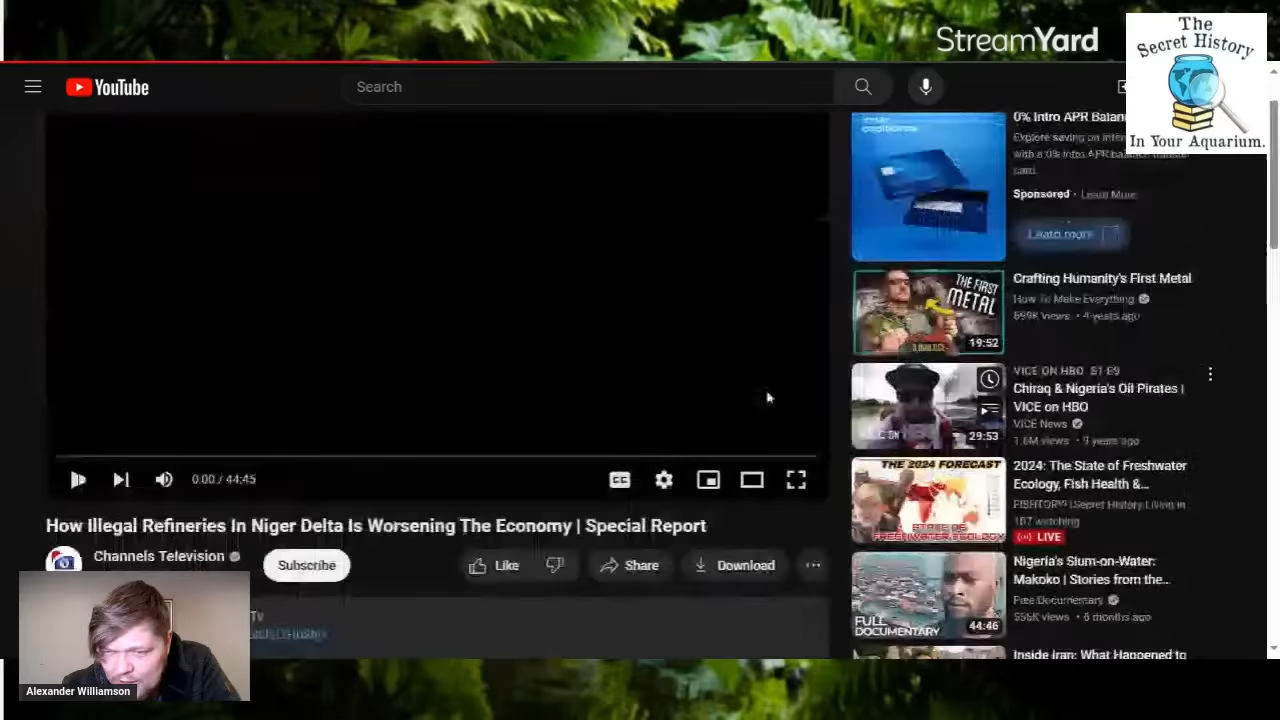 StreamYard
The
Secret History
In Your Aquarium.
YouTube
Search
0% Intro APR Balan
Explore saving on
with a 0% intro APR balance transfer
card.
Sponsored · Learn More
Learn more
THE FIRST
METAL
19:52
Crafting Humanity's First Metal
How To Make Everything
699K views • 4 years ago
29:53
VICE ON HBO S1 E9
Chiraq & Nigeria's Oil Pirates |
VICE on HBO
VICE News
1.6M views • 9 years ago
0:00 / 44:45
CC
THE 2024 FORECAST
STATE OF
FRESHWATER ECOLOGY
2024: The State of Freshwater
Ecology, Fish Health &...
FISHTORY | Secret History Living in
107 watching
LIVE
How Illegal Refineries In Niger Delta Is Worsening The Economy | Special Report
Channels Television
Subscribe
Like
Share
Download
FULL
DOCUMENTARY
44:46
Nigeria's Slum-on-Water:
Makoko | Stories from the...
Free Documentary
556K views • 6 months ago
Tv
Inside Iran: What Happened to
Alexander Williamson